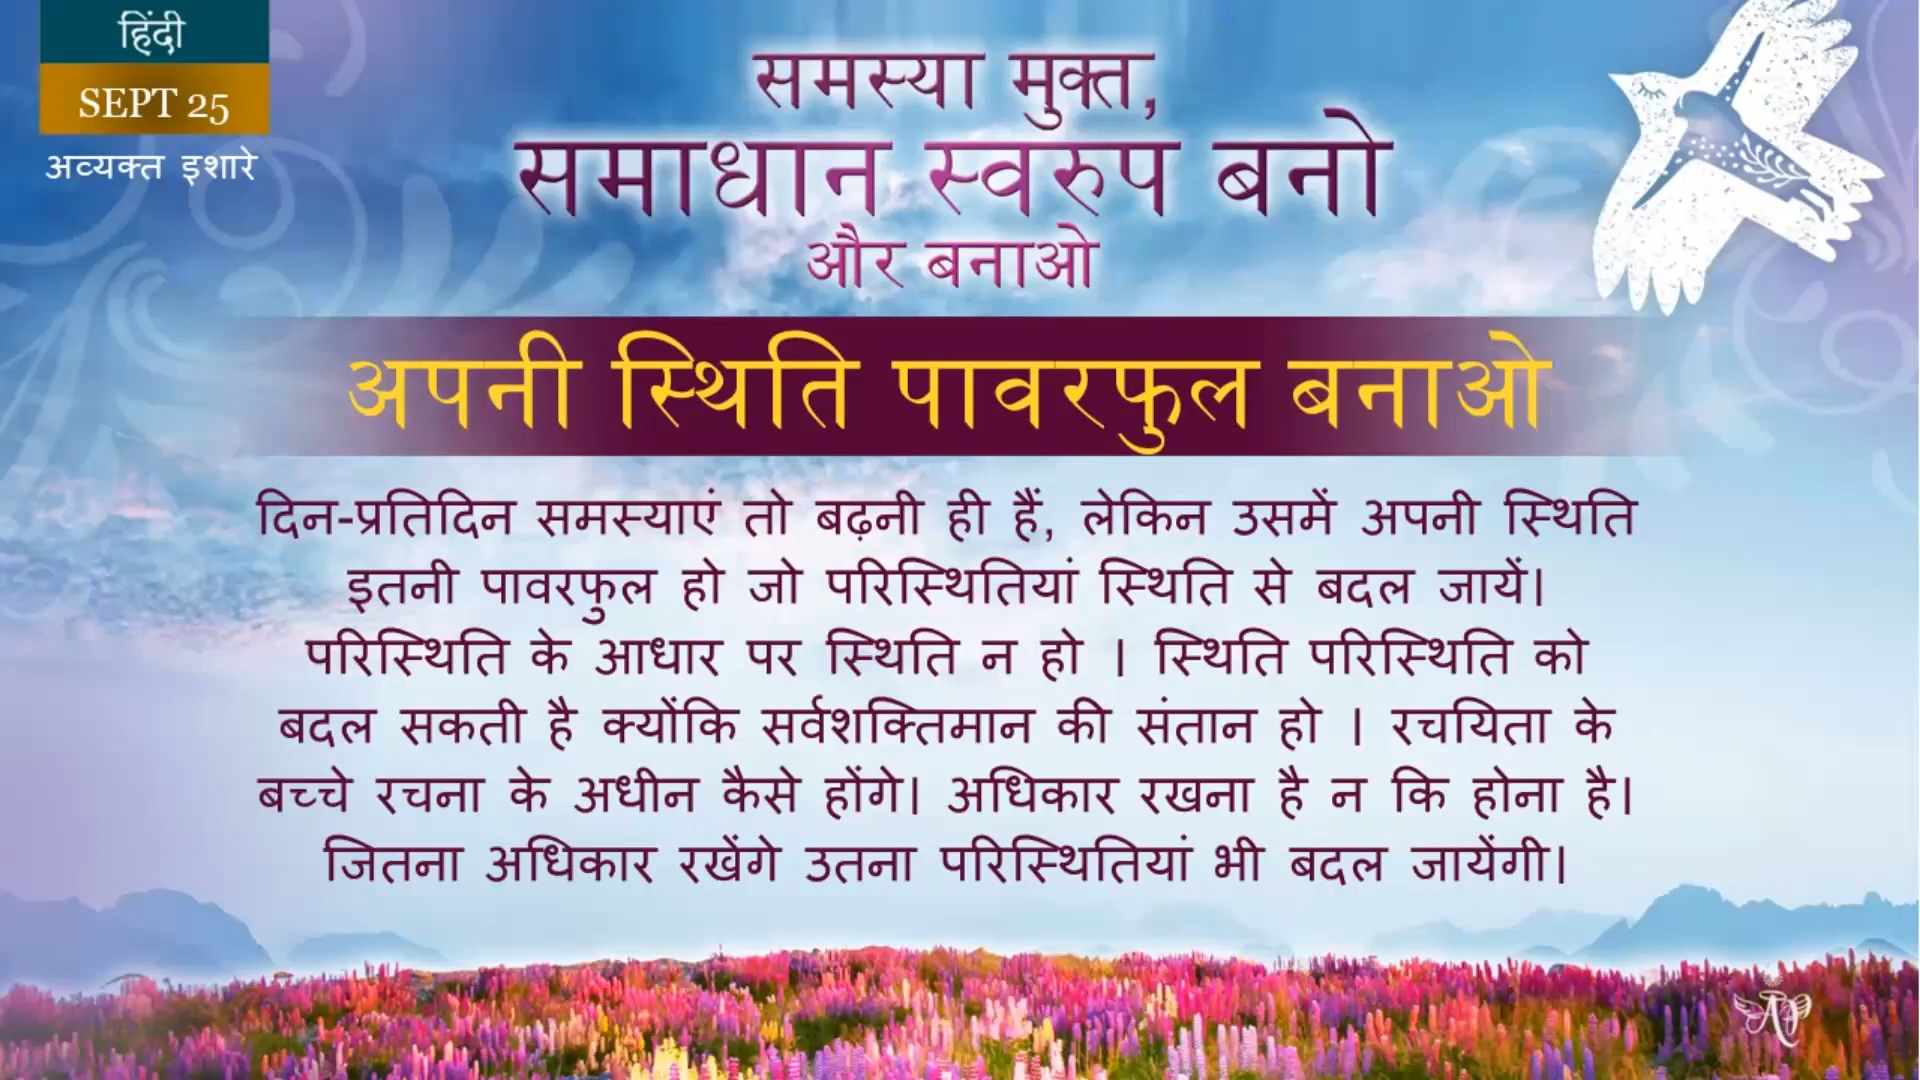 हिंदी
SEPT 25
अव्यक्त इशारे
समस्या मुक्त,
समाधान स्वरुप बनो
और बनाओ
अपनी स्थिति पावरफुल बनाओ
दिन-प्रतिदिन समस्याएं तो बढ़नी ही हैं, लेकिन उसमें अपनी स्थिति
इतनी पावरफुल हो जो परिस्थितियां स्थिति से बदल जायें।
परिस्थिति के आधार पर स्थिति न हो । स्थिति परिस्थिति को
बदल सकती है क्योंकि सर्वशक्तिमान की संतान हो । रचयिता के
बच्चे रचना के अधीन कैसे होंगे। अधिकार रखना है न कि होना है।
जितना अधिकार रखेंगे उतना परिस्थितियां भी बदल जायेंगी।